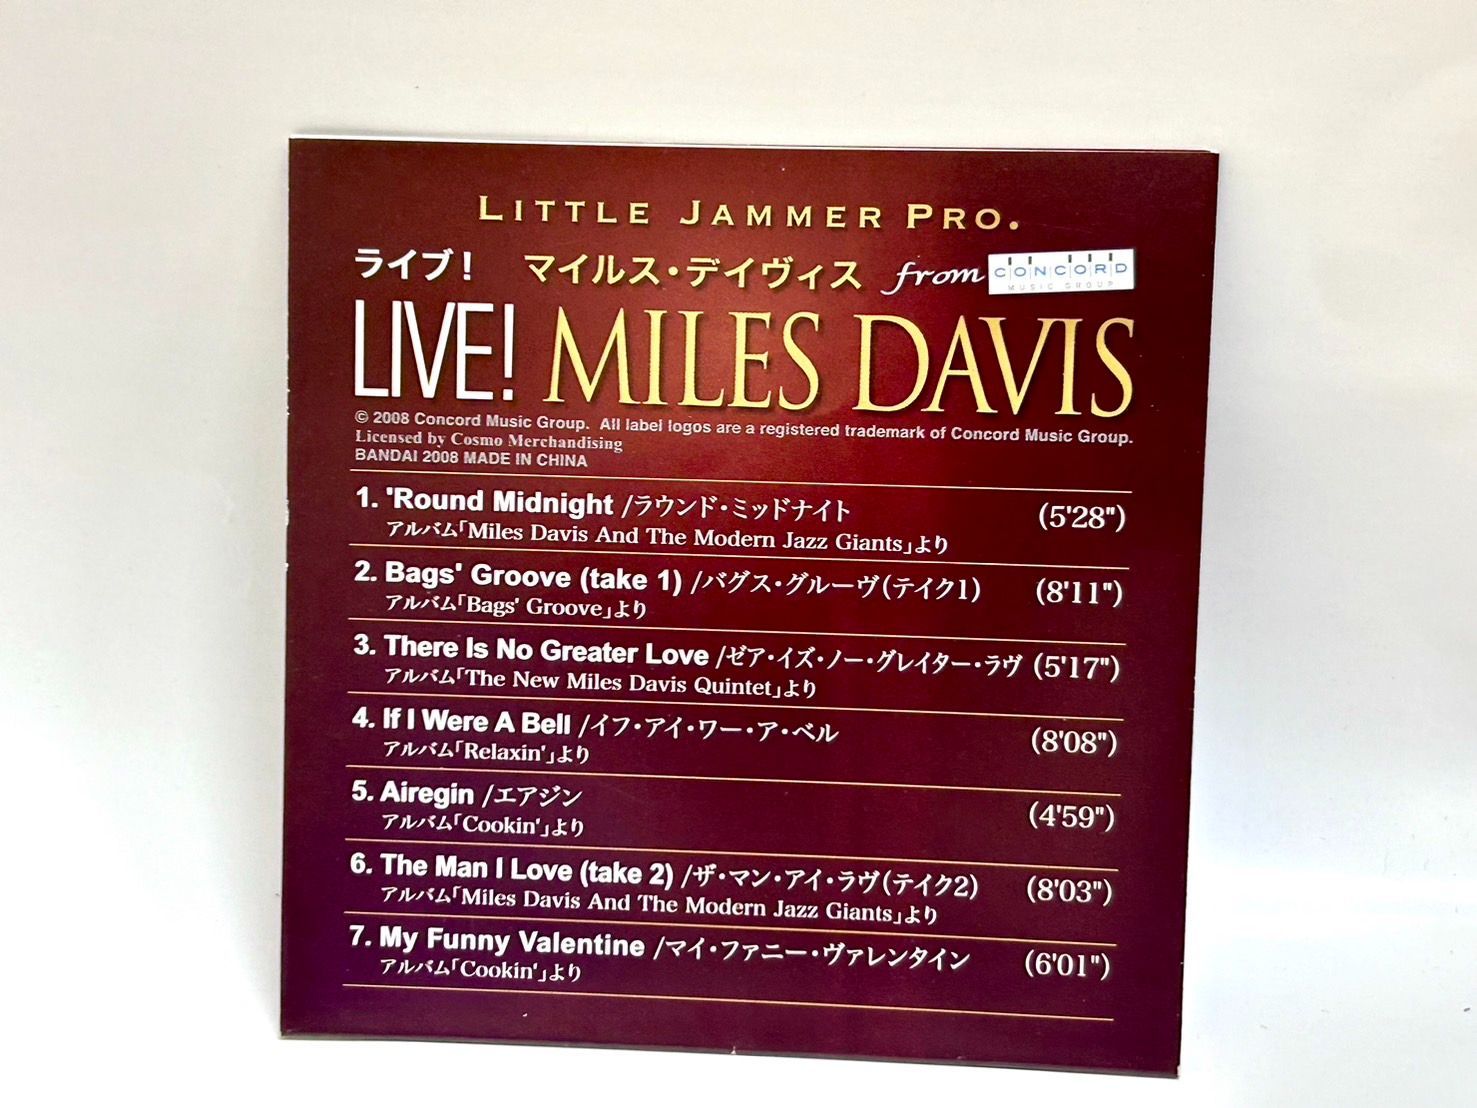 LITTLE JAMMER PRO.
ライブ! マイルス・デイヴィス from CONCORD MUSIC GROUP
LIVE! MILES DAVIS
© 2008 Concord Music Group. All label logos are a registered trademark of Concord Music Group.
Licensed by Cosmo Merchandising
BANDAI 2008 MADE IN CHINA
1. 'Round Midnight /ラウンド・ミッドナイト (5'28")
アルバム「Miles Davis And The Modern Jazz Giants」より
2. Bags' Groove (take 1) /バグス・グルーヴ(テイク1) (8'11")
アルバム「Bags' Groove」より
3. There Is No Greater Love /ゼア・イズ・ノー・グレイター・ラヴ (5'17")
アルバム「The New Miles Davis Quintet」より
4. If I Were A Bell /イフ・アイ・ワー・ア・ベル (8'08")
アルバム「Relaxin'」より
5. Airegin /エアジン (4'59")
アルバム「Cookin'」より
6. The Man I Love (take 2) /ザ・マン・アイ・ラヴ(テイク2) (8'03")
アルバム「Miles Davis And The Modern Jazz Giants」より
7. My Funny Valentine /マイ・ファニー・ヴァレンタイン (6'01")
アルバム「Cookin'」より